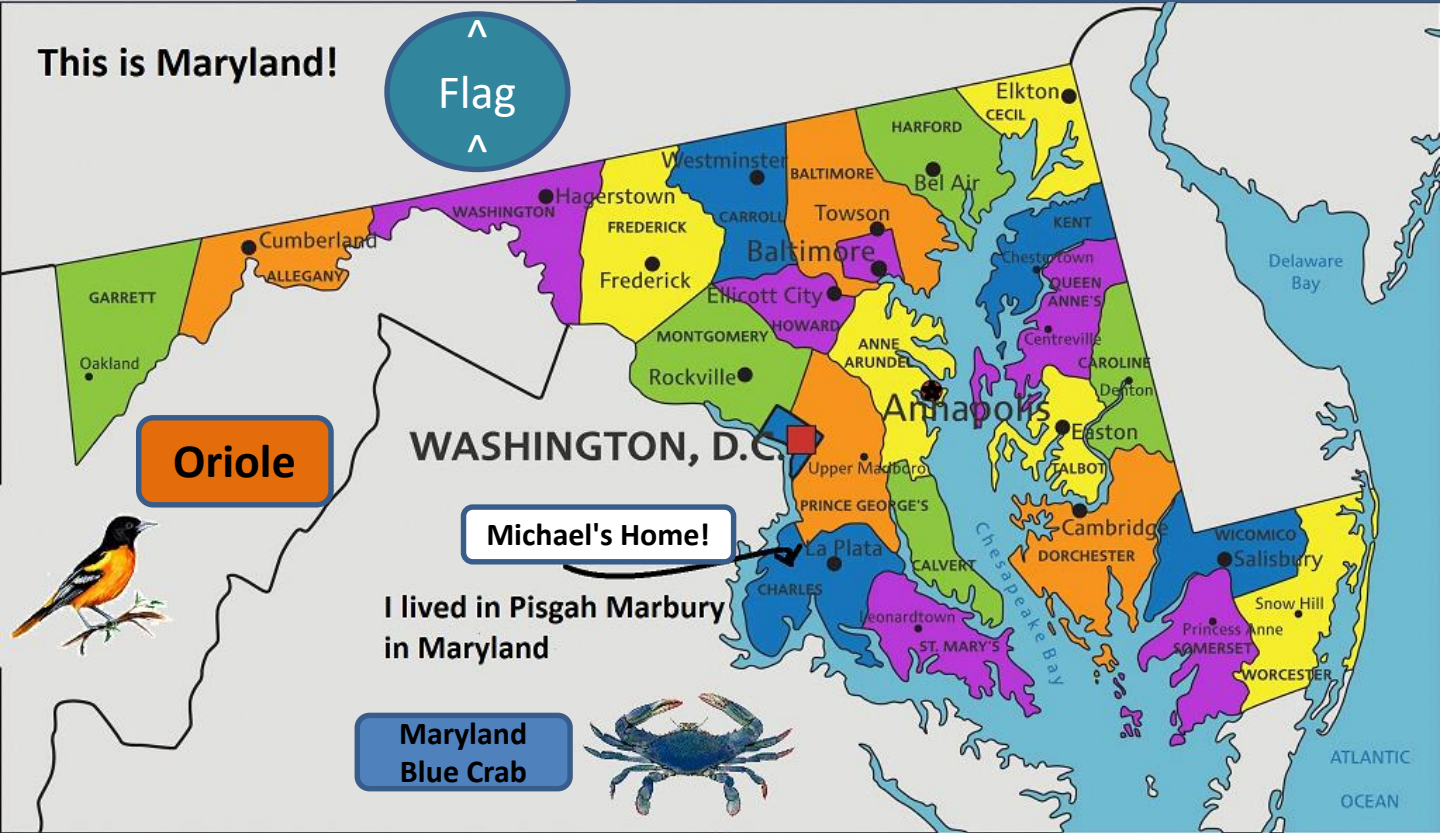 This is Maryland!
^
Flag
^
Elkton
CECIL
HARFORD
Bel Air
Westminster
BALTIMORE
CARROLL
Towson
Baltimore
Hagerstown
WASHINGTON
FREDERICK
Frederick
Cumberland
ALLEGANY
GARRETT
Oakland
KENT
Chestertown
QUEEN
ANNE'S
Centreville
Delaware
Bay
Ellicott City
HOWARD
MONTGOMERY
Rockville
ANNE
ARUNDEL
Annapolis
CAROLINE
Denton
Easton
TALBOT
Oriole
WASHINGTON, D.C.
Upper Marlboro
PRINCE GEORGE'S
Michael's Home!
La Plata
CHARLES
CALVERT
Chesapeake Bay
Cambridge
DORCHESTER
WICOMICO
Salisbury
I lived in Pisgah Marbury
in Maryland
Leonardtown
ST. MARY'S
Snow Hill
Princess Anne
SOMERSET
WORCESTER
Maryland
Blue Crab
ATLANTIC
OCEAN